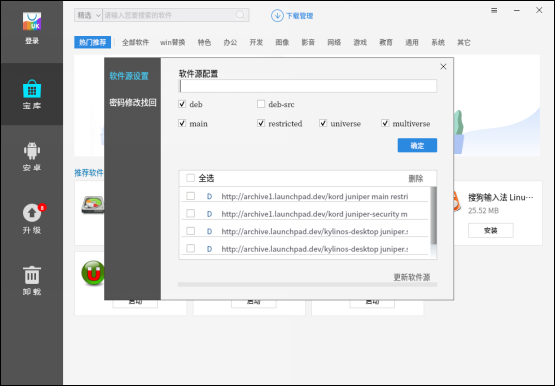 UK
登录
宝库
安卓
升级
8
卸载
精选
请输入您要搜索的软件
下载管理
热门推荐
全部软件
win替换
特色
办公
开发
图像
影音
网络
游戏
教育
通用
系统
其它
软件源设置
密码修改找回
软件源配置
deb
deb-src
main
restricted
universe
multiverse
确定
全选
删除
D http://archive1.launchpad.dev/kord juniper main restri
D http://archive1.launchpad.dev/kord juniper-security m
D http://archive.launchpad.dev/kylinos-desktop juniper.s
D http://archive.launchpad.dev/kylinos-desktop juniper.s
更新软件源
推荐软件
搜狗输入法 Linu…
25.52 MB
安装
启动
启动
启动